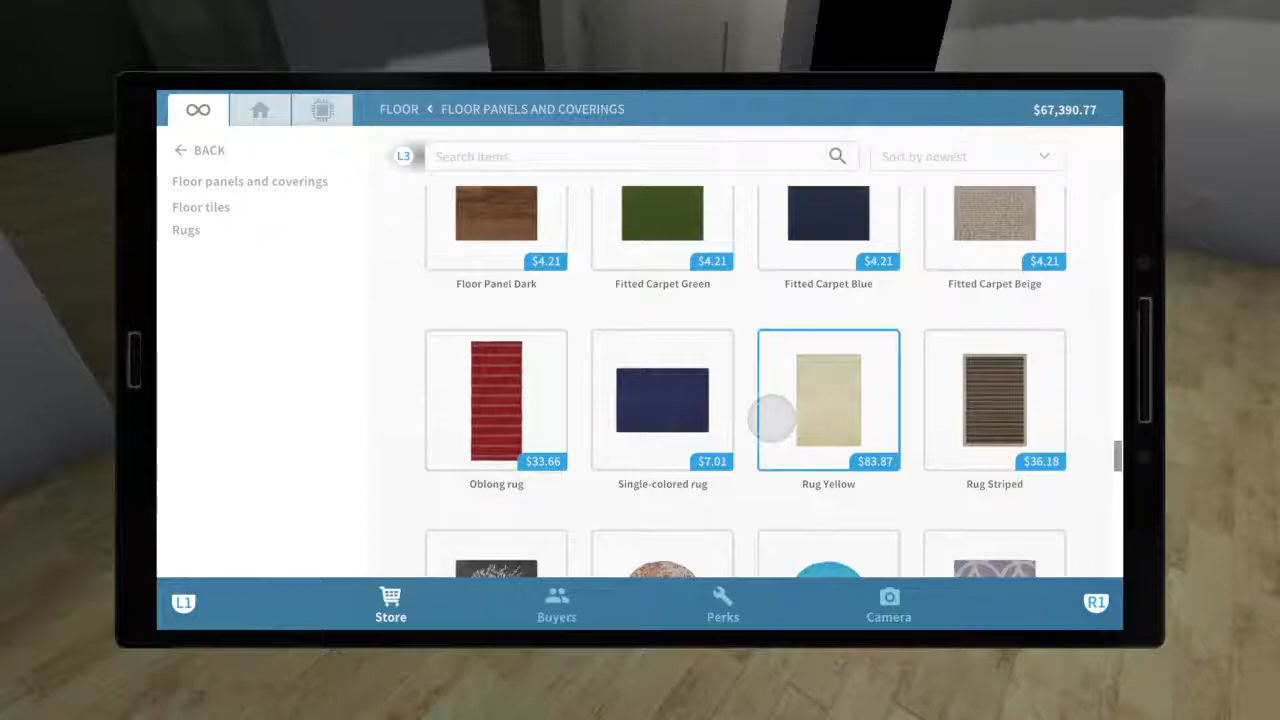 FLOOR < FLOOR PANELS AND COVERINGS
$67,390.77
BACK
Floor panels and coverings
Floor tiles
Rugs
L3
Search items...
Sort by newest
$4.21
$4.21
$4.21
$4.21
Floor Panel Dark
Fitted Carpet Green
Fitted Carpet Blue
Fitted Carpet Beige
$33.66
$7.01
$83.87
$36.18
Oblong rug
Single-colored rug
Rug Yellow
Rug Striped
L1
Store
Buyers
Perks
Camera
R1